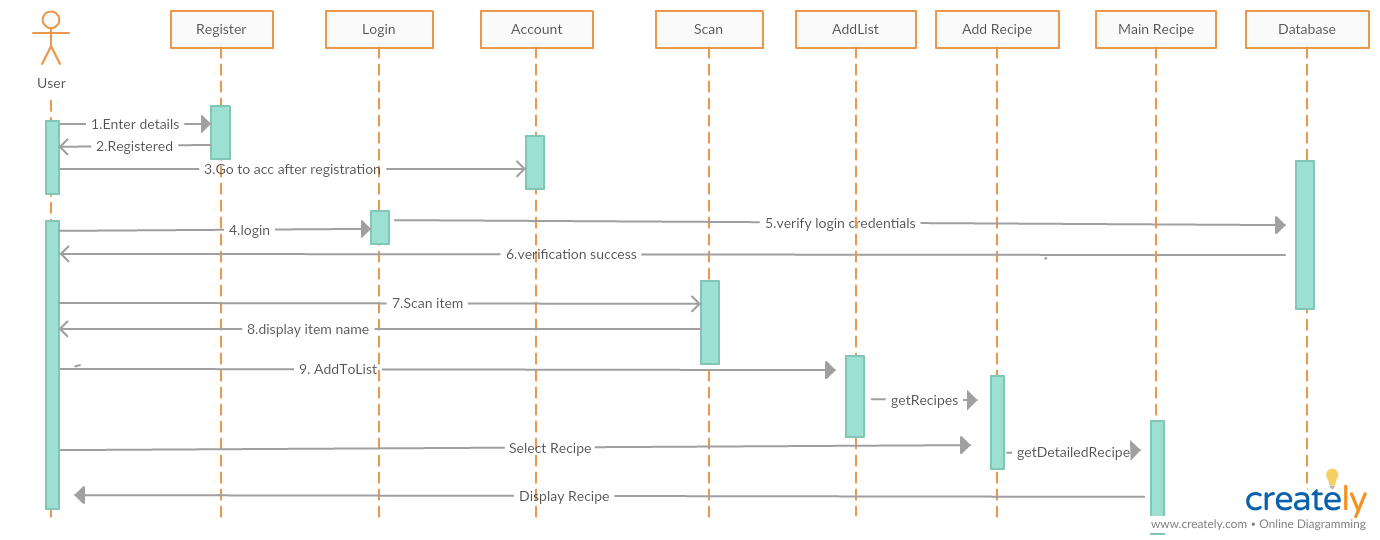 Register
Login
Account
Scan
AddList
Add Recipe
Main Recipe
Database
User
1.Enter details
2.Registered
3.Go to acc after registration
4.login
5.verify login credentials
6.verification success
7.Scan item
8.display item name
9. AddToList
getRecipes
Select Recipe
getDetailedRecipe
Display Recipe
creately
www.creately.com • Online Diagramming